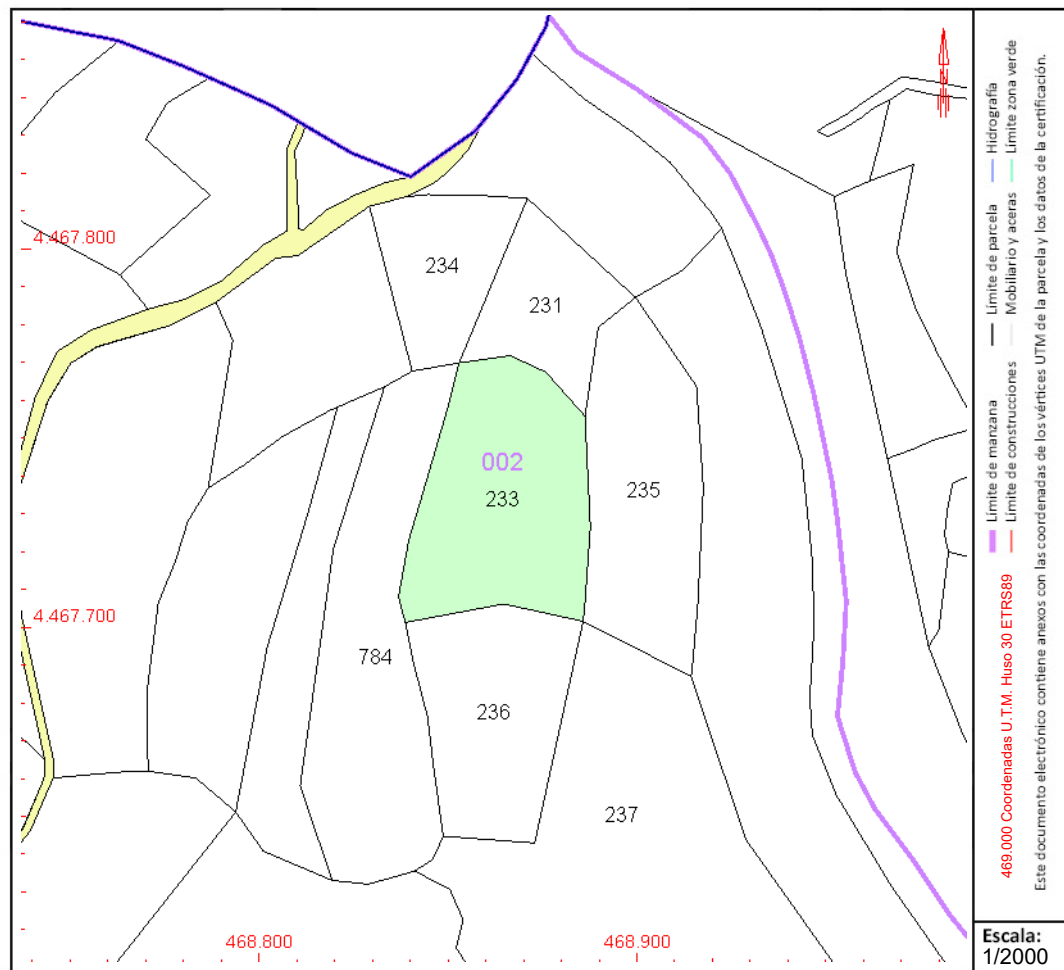 4.467.800
234
231
002
233
235
4.467.700
784
236
237
468.800
468.900
469.000 Coordenadas U.T.M. Huso 30 ETRS89
Límite de manzana
Límite de parcela
Hidrografía
Límite de construcciones
Mobiliario y aceras
Límite zona verde
Este documento electrónico contiene anexos con las coordenadas de los vértices UTM de la parcela y los datos de la certificación.
Escala:
1/2000